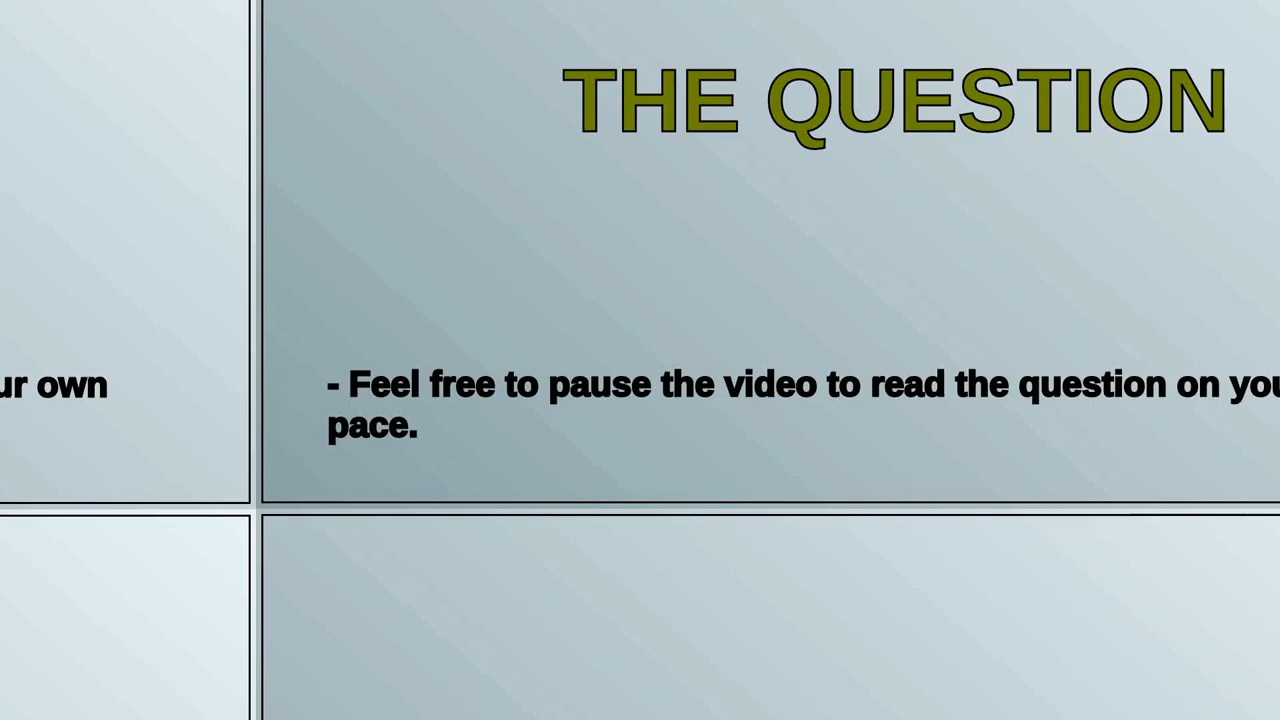 THE QUESTION
ur own
- Feel free to pause the video to read the question on you
pace.